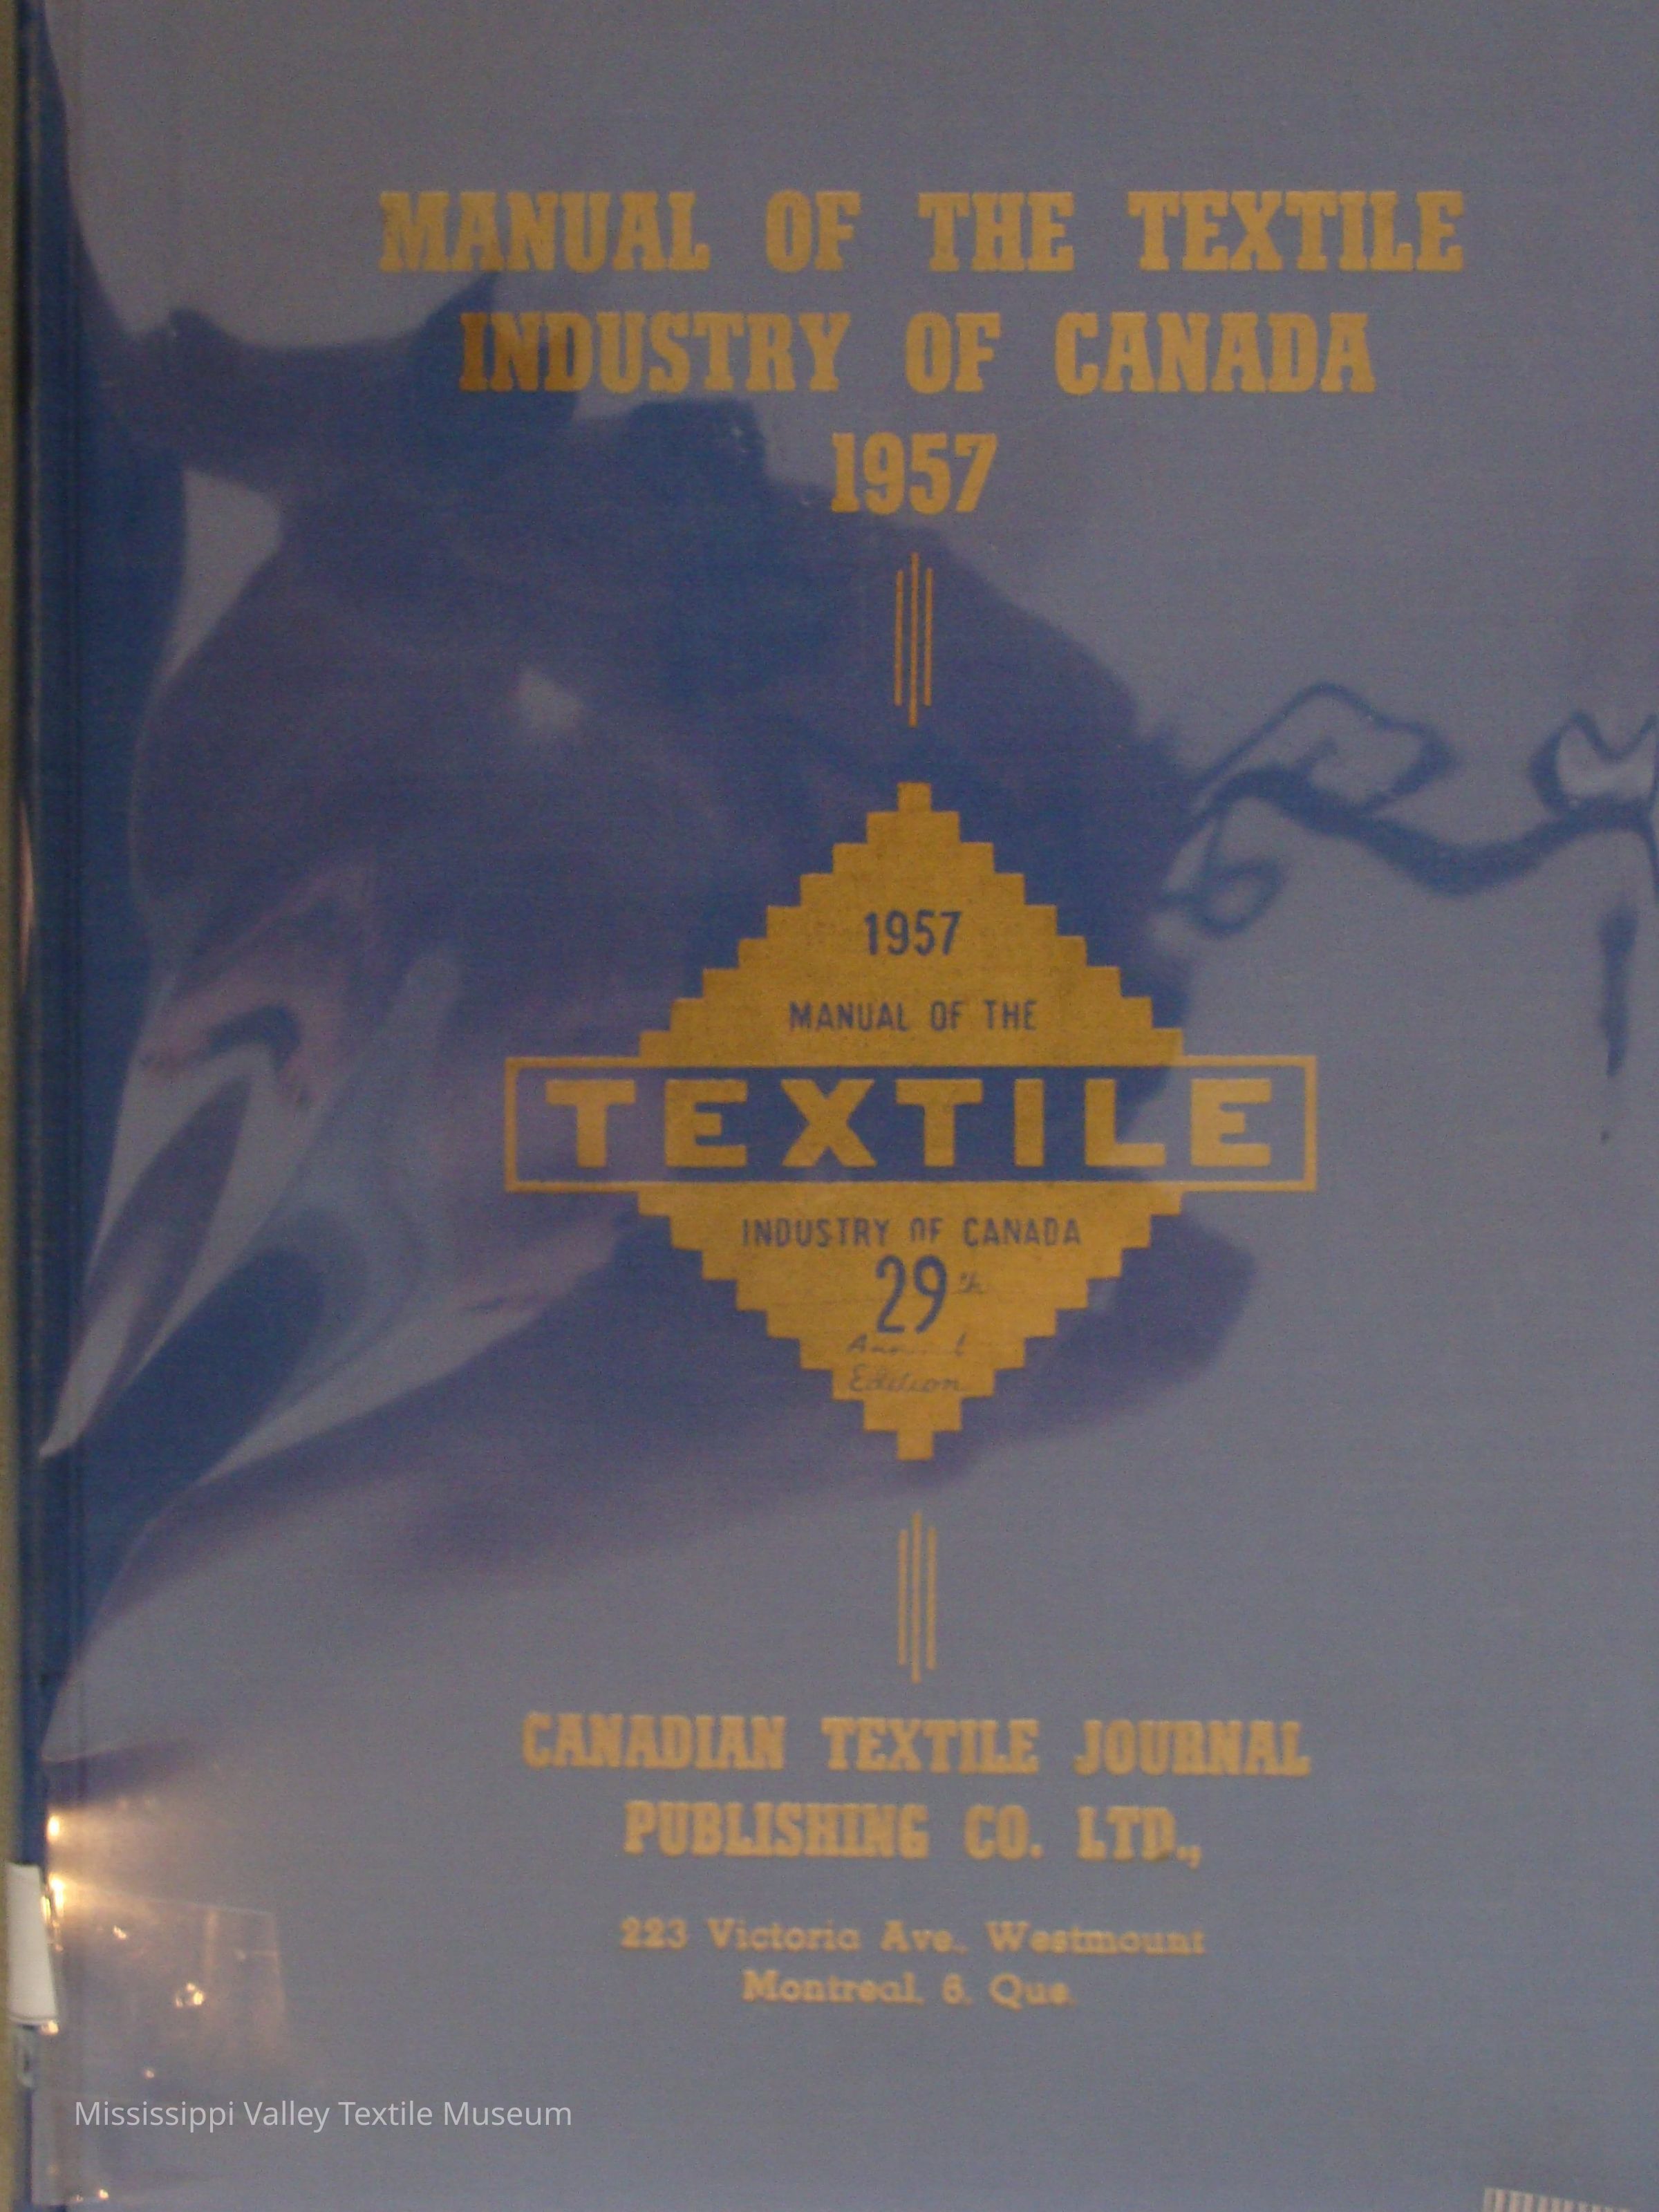 MANUAL OF THE TEXTILE
INDUSTRY OF CANADA
1957
1957
MANUAL OF THE
TEXTILE
INDUSTRY OF CANADA
29th
Annual
Edition
CANADIAN TEXTILE JOURNAL
PUBLISHING CO. LTD.,
223 Victoria Ave., Westmount
Montreal, 6, Que.
Mississippi Valley Textile Museum